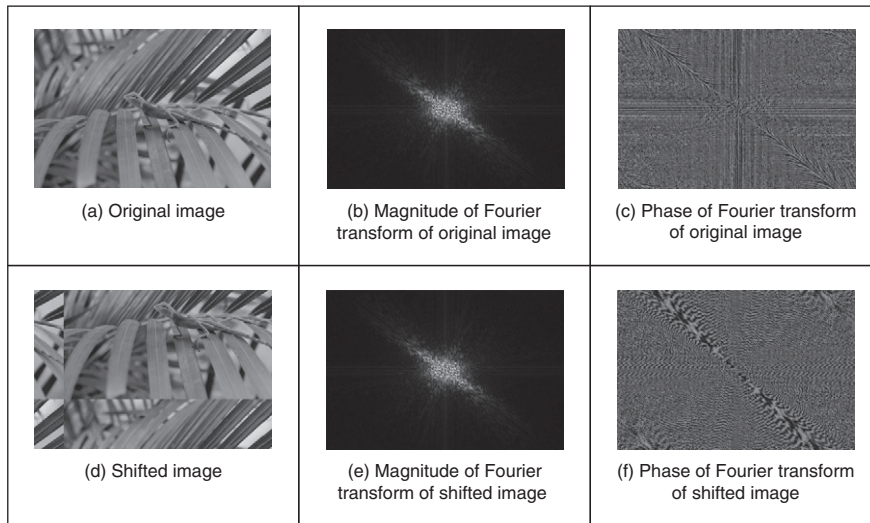 (a) Original image
(b) Magnitude of Fourier
transform of original image
(c) Phase of Fourier transform
of original image
(d) Shifted image
(e) Magnitude of Fourier
transform of shifted image
(f) Phase of Fourier transform
of shifted image